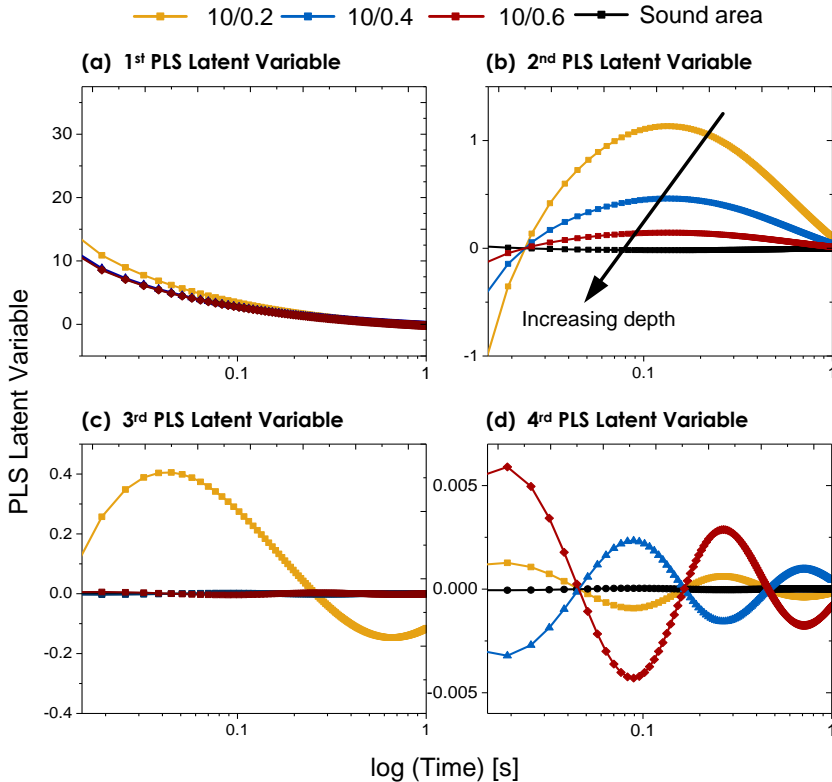 10/0.2 10/0.4 10/0.6 Sound area
(a) 1st PLS Latent Variable
(b) 2nd PLS Latent Variable
30
20
10
0
0.1 1
1
0
-1
0.1 1
Increasing depth
PLS Latent Variable
(c) 3rd PLS Latent Variable
(d) 4rd PLS Latent Variable
0.4
0.2
0.0
-0.2
-0.4
0.1 1
0.005
0.000
-0.005
0.1 1
log (Time) [s]